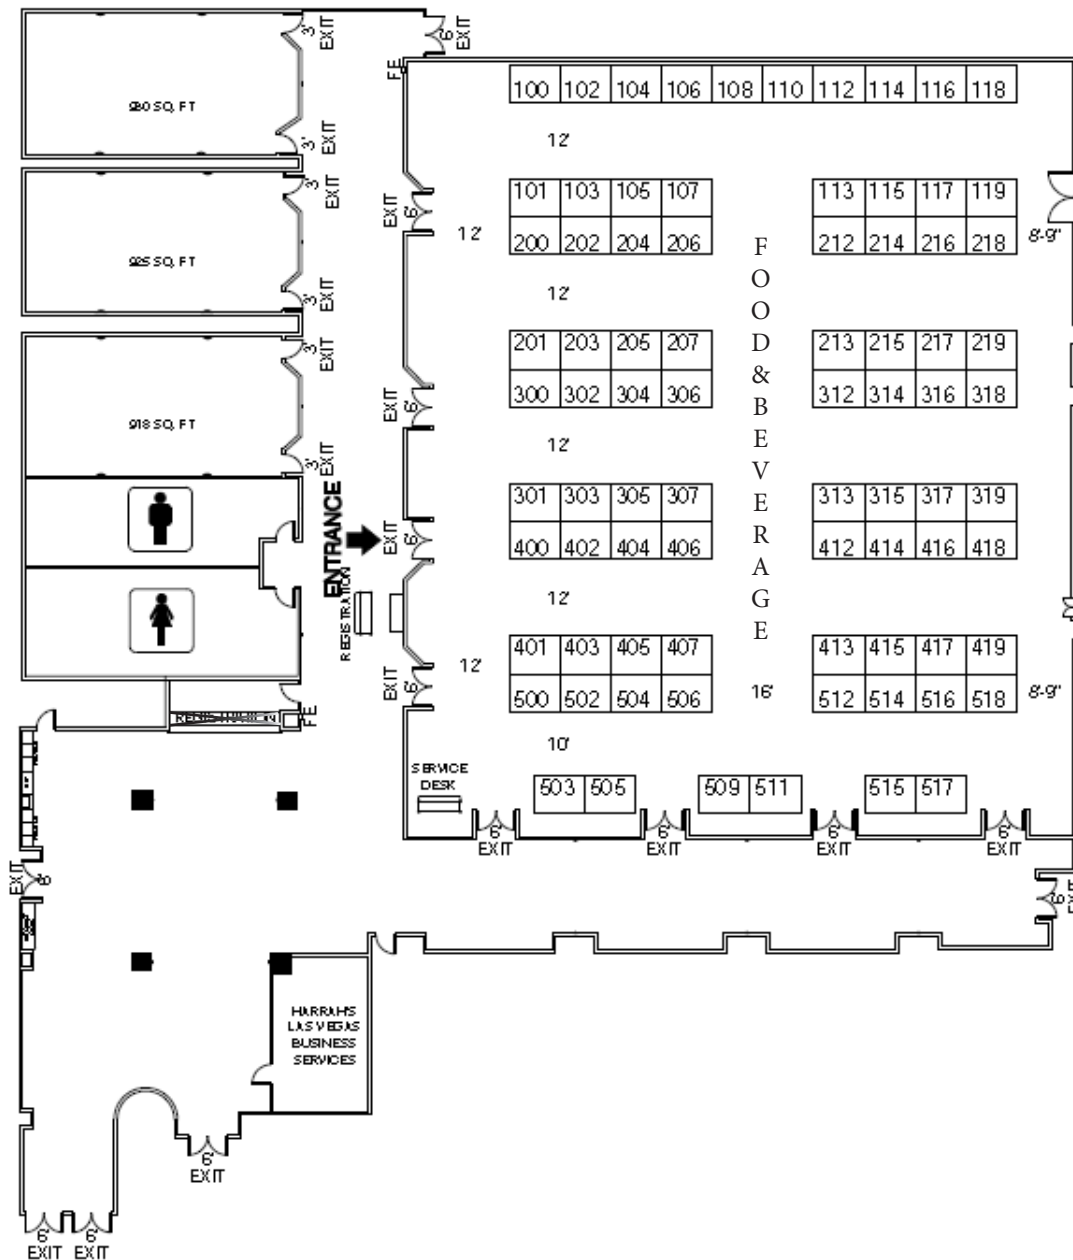 3' EXIT
6' EXIT
FE
100 102 104 106 108 110 112 114 116 118
930 SQ. FT
3' EXIT
12'
3' EXIT
EXIT 6'
101 103 105 107
113 115 117 119
12'
200 202 204 206
212 214 216 218
8'-9"
925 SQ. FT
3' EXIT
12'
FOOD & BEVERAGE
3' EXIT
201 203 205 207
213 215 217 219
EXIT 6'
300 302 304 306
312 314 316 318
918 SQ. FT
3' EXIT
12'
301 303 305 307
313 315 317 319
ENTRANCE
EXIT 6'
400 402 404 406
412 414 416 418
REGISTRATION
12'
401 403 405 407
413 415 417 419
12'
EXIT 6'
500 502 504 506
16'
512 514 516 518
8'-9"
FE
10'
SERVICE
DESK
503 505
509 511
515 517
6'
EXIT
6'
EXIT
6'
EXIT
6'
EXIT
EXIT 8'
6' EXIT
HARRAH'S
LAS VEGAS
BUSINESS
SERVICES
6'
EXIT
6'
EXIT
6'
EXIT